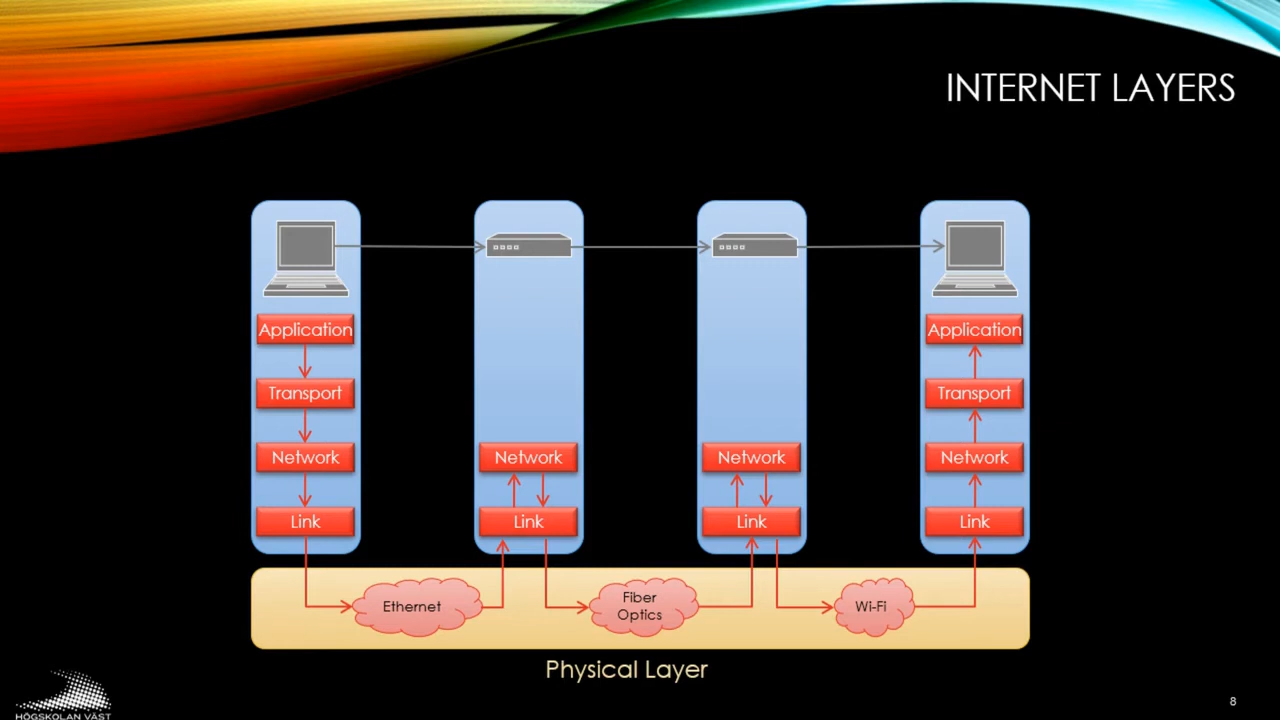 INTERNET LAYERS
Application
Transport
Network
Link
Network
Link
Network
Link
Application
Transport
Network
Link
Ethernet
Fiber
Optics
Wi-Fi
Physical Layer
HÖGSKOLAN VÄST
8